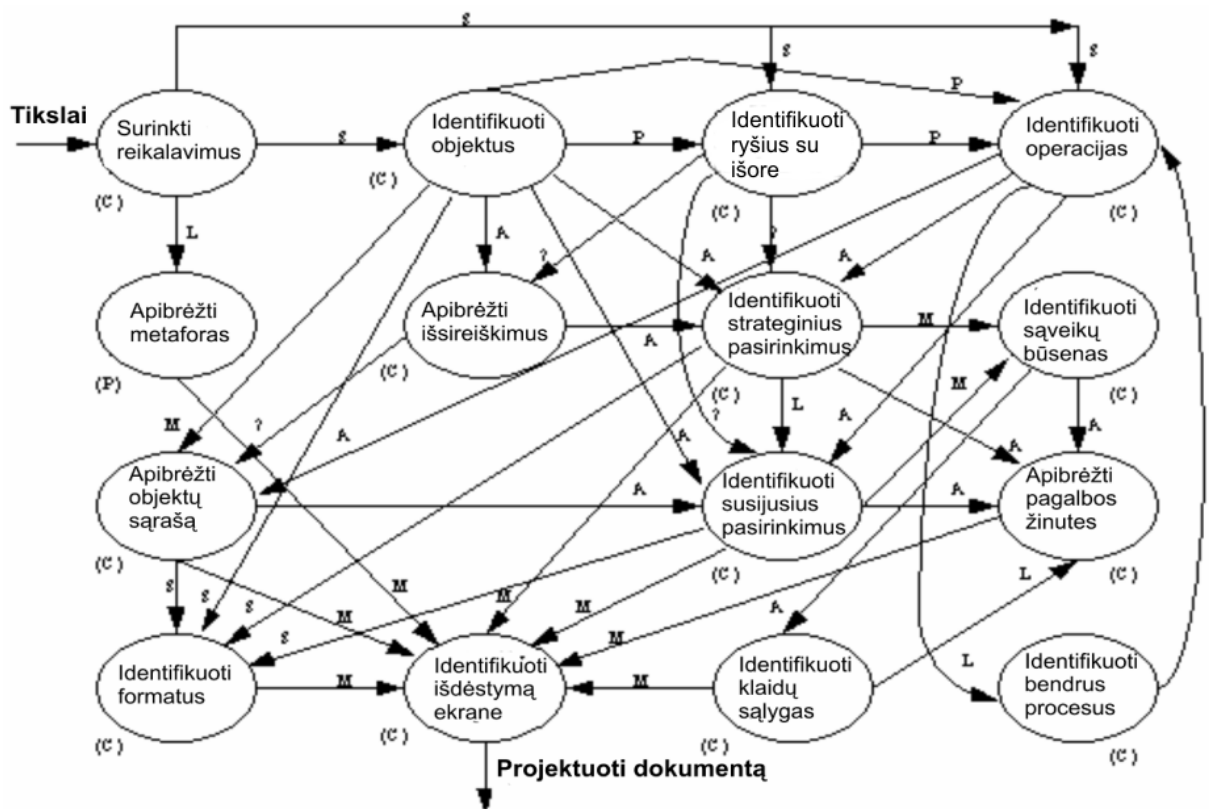 S
S
S
P
Tikslai
Surinkti
reikalavimus
S
Identifikuoti
objektus
P
Identifikuoti
ryšius su
išore
P
Identifikuoti
operacijas
(C)
(C)
(C)
(C)
L
A
?
?
A
A
Apibrėžti
metaforas
Apibrėžti
išsireiškimus
A
Identifikuoti
strateginius
pasirinkimus
M
Identifikuoti
sąveikų
būsenas
(P)
(C)
(C)
(C)
M
?
A
A
?
L
A
M
A
A
Apibrėžti
objektų
sąrašą
A
Identifikuoti
susijusius
pasirinkimus
A
Apibrėžti
pagalbos
žinutes
(C)
(C)
(C)
S
S
S
S
M
M
M
M
M
A
L
L
Identifikuoti
formatus
M
Identifikuoti
išdėstymą
ekrane
M
Identifikuoti
klaidų
sąlygas
Identifikuoti
bendrus
procesus
(C)
(C)
(C)
(C)
Projektuoti dokumentą